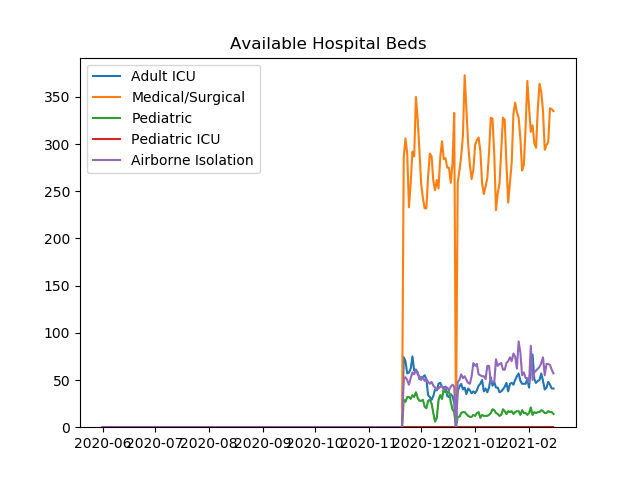 Available Hospital Beds
Adult ICU
Medical/Surgical
Pediatric
Pediatric ICU
Airborne Isolation
350
300
250
200
150
100
50
0
2020-06 2020-07 2020-08 2020-09 2020-10 2020-11 2020-12 2021-01 2021-02